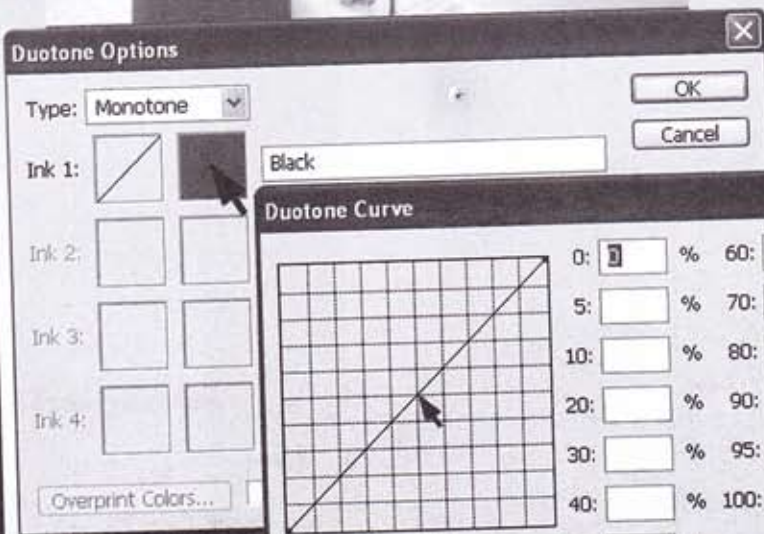 Duotone Options
Type: Monotone
OK
Cancel
Ink 1:
Black
Ink 2:
Ink 3:
Ink 4:
Overprint Colors...
Duotone Curve
0: 0 % 60:
5: % 70:
10: % 80:
20: % 90:
30: % 95:
40: % 100: